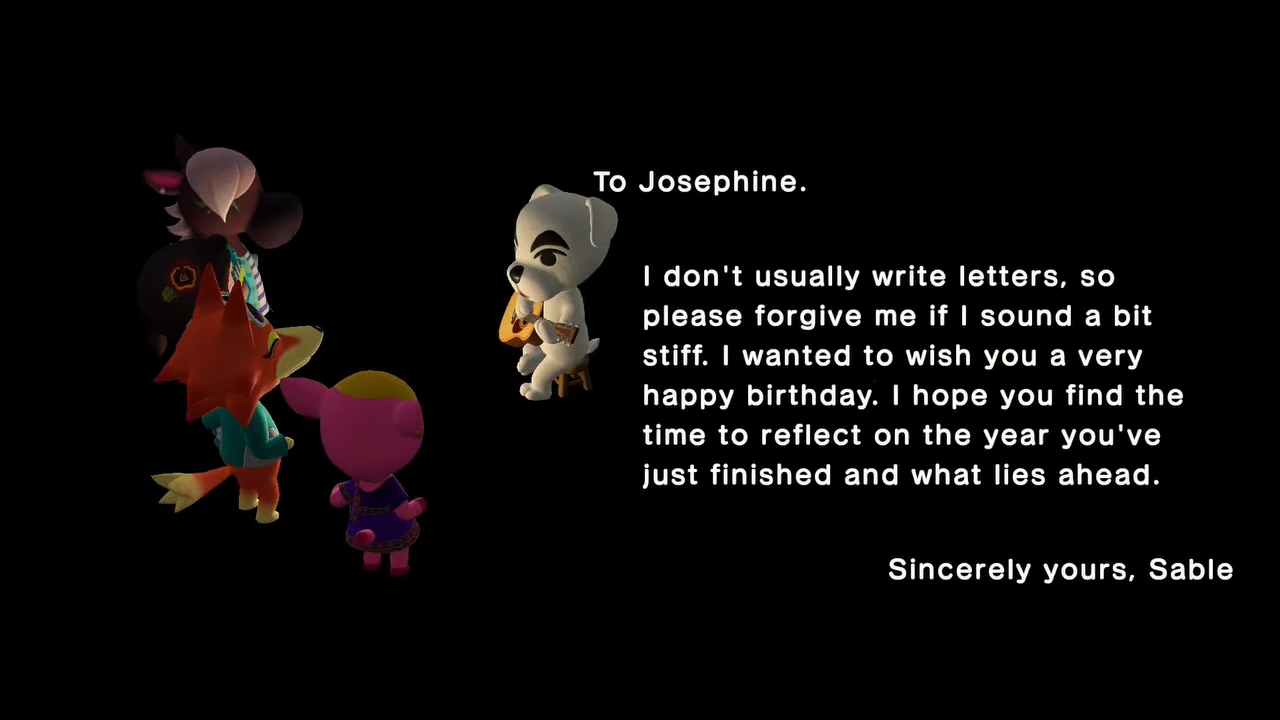 To Josephine.
I don't usually write letters, so
please forgive me if I sound a bit
stiff. I wanted to wish you a very
happy birthday. I hope you find the
time to reflect on the year you've
just finished and what lies ahead.
Sincerely yours, Sable